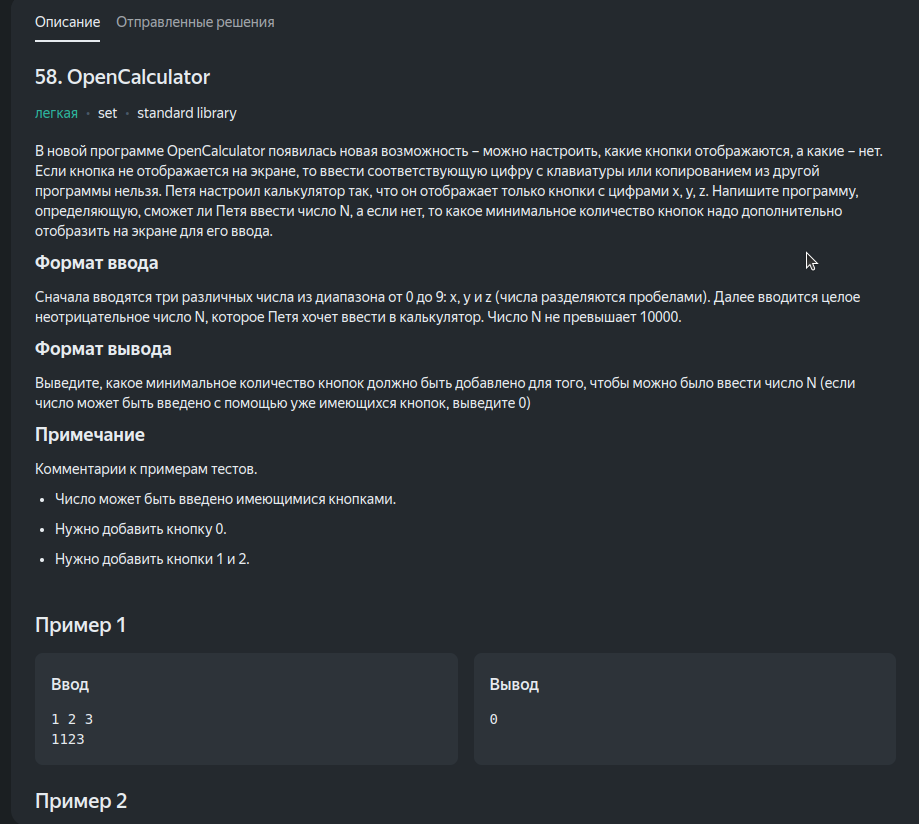 Описание Отправленные решения
58. OpenCalculator
легкая · set · standard library
В новой программе OpenCalculator появилась новая возможность – можно настроить, какие кнопки отображаются, а какие – нет.
Если кнопка не отображается на экране, то ввести соответствующую цифру с клавиатуры или копированием из другой
программы нельзя. Петя настроил калькулятор так, что он отображает только кнопки с цифрами x, y, z. Напишите программу,
определяющую, сможет ли Петя ввести число N, а если нет, то какое минимальное количество кнопок надо дополнительно
отобразить на экране для его ввода.
Формат ввода
Сначала вводятся три различных числа из диапазона от 0 до 9: x, y и z (числа разделяются пробелами). Далее вводится целое
неотрицательное число N, которое Петя хочет ввести в калькулятор. Число N не превышает 10000.
Формат вывода
Выведите, какое минимальное количество кнопок должно быть добавлено для того, чтобы можно было ввести число N (если
число может быть введено с помощью уже имеющихся кнопок, выведите 0)
Примечание
Комментарии к примерам тестов.
• Число может быть введено имеющимися кнопками.
• Нужно добавить кнопку 0.
• Нужно добавить кнопки 1 и 2.
Пример 1
Ввод
1 2 3
1123
Вывод
0
Пример 2